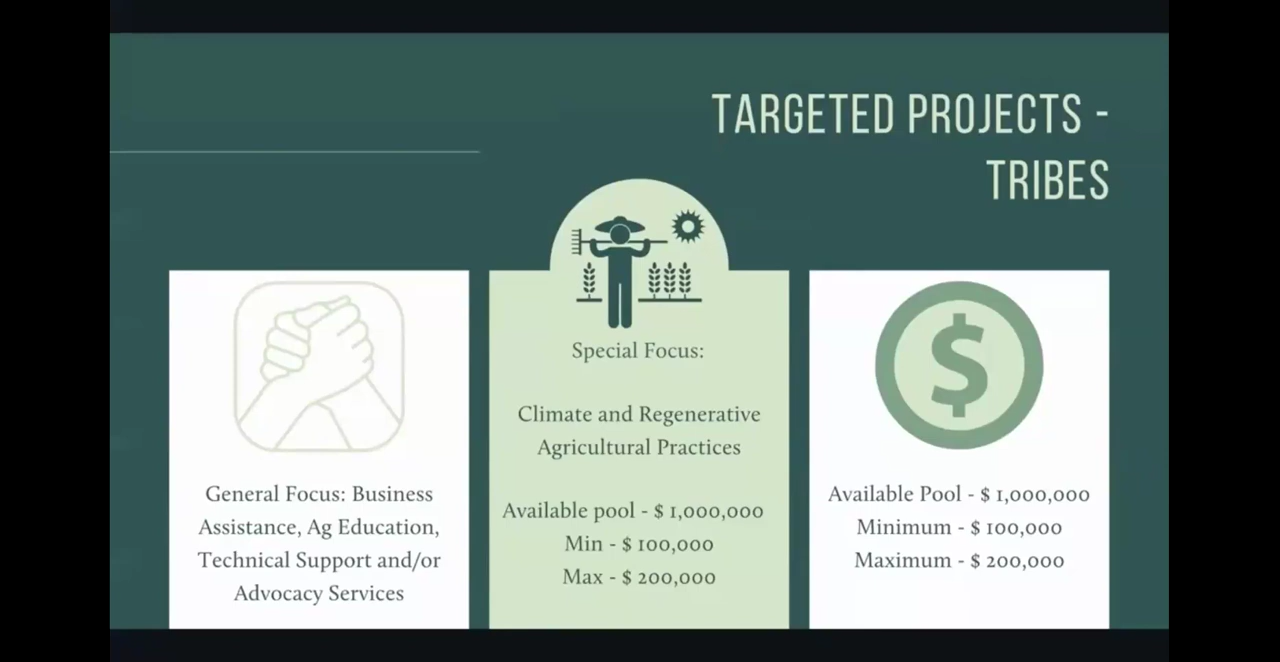 TARGETED PROJECTS -
TRIBES
General Focus: Business
Assistance, Ag Education,
Technical Support and/or
Advocacy Services
Special Focus:
Climate and Regenerative
Agricultural Practices
Available pool - $ 1,000,000
Min - $ 100,000
Max - $ 200,000
$
Available Pool - $ 1,000,000
Minimum - $ 100,000
Maximum - $ 200,000